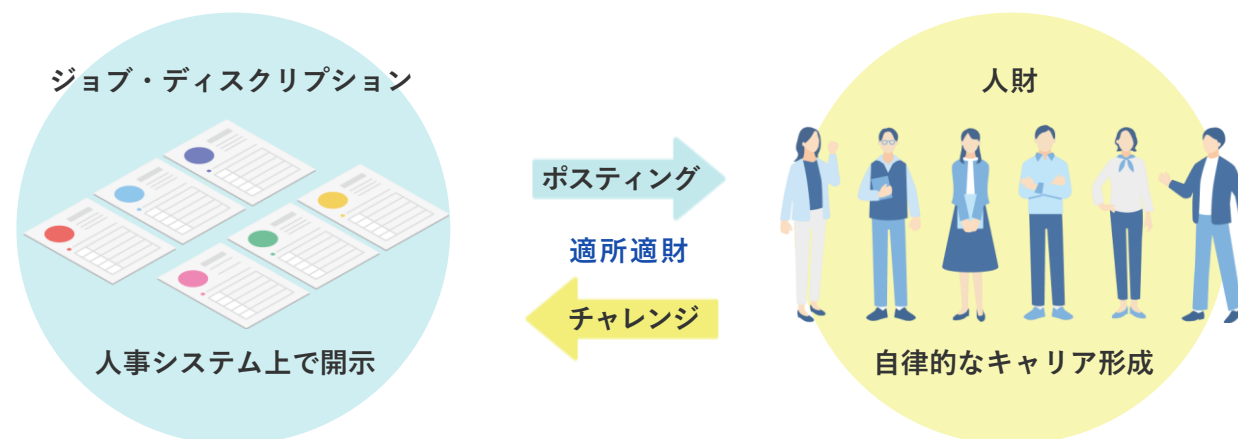 ジョブ・ディスクリプション
人事システム上で開示
ポスティング
適所適財
チャレンジ
人財
自律的なキャリア形成